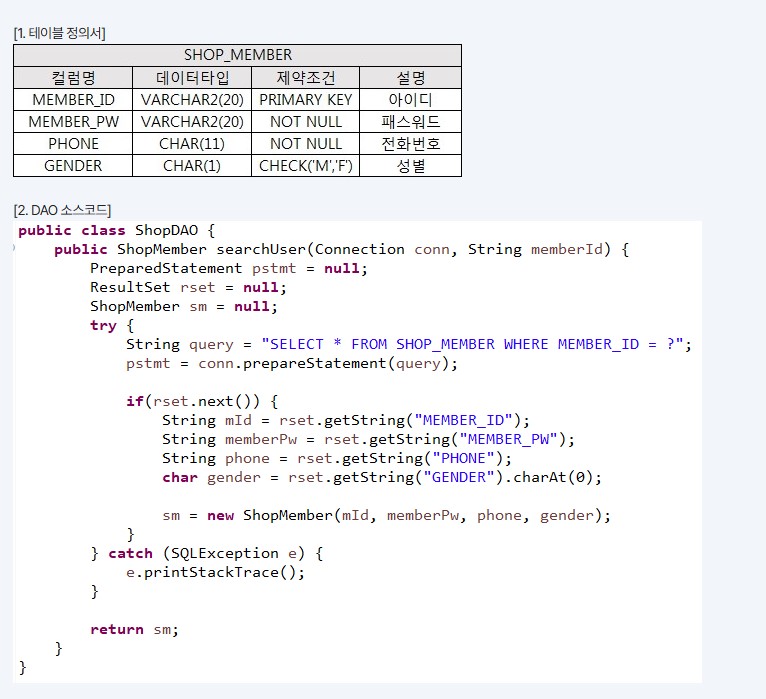 [1. 테이블 정의서]
SHOP_MEMBER
컬럼명 데이터타입 제약조건 설명
MEMBER_ID VARCHAR2(20) PRIMARY KEY 아이디
MEMBER_PW VARCHAR2(20) NOT NULL 패스워드
PHONE CHAR(11) NOT NULL 전화번호
GENDER CHAR(1) CHECK('M','F') 성별
[2. DAO 소스코드]
public class ShopDAO {
    public ShopMember searchUser(Connection conn, String memberId) {
        PreparedStatement pstmt = null;
        ResultSet rset = null;
        ShopMember sm = null;
        try {
            String query = "SELECT * FROM SHOP_MEMBER WHERE MEMBER_ID = ?";
            pstmt = conn.prepareStatement(query);
            if(rset.next()) {
                String mId = rset.getString("MEMBER_ID");
                String memberPw = rset.getString("MEMBER_PW");
                String phone = rset.getString("PHONE");
                char gender = rset.getString("GENDER").charAt(0);
                sm = new ShopMember(mId, memberPw, phone, gender);
            }
        } catch (SQLException e) {
            e.printStackTrace();
        }
        return sm;
    }
}